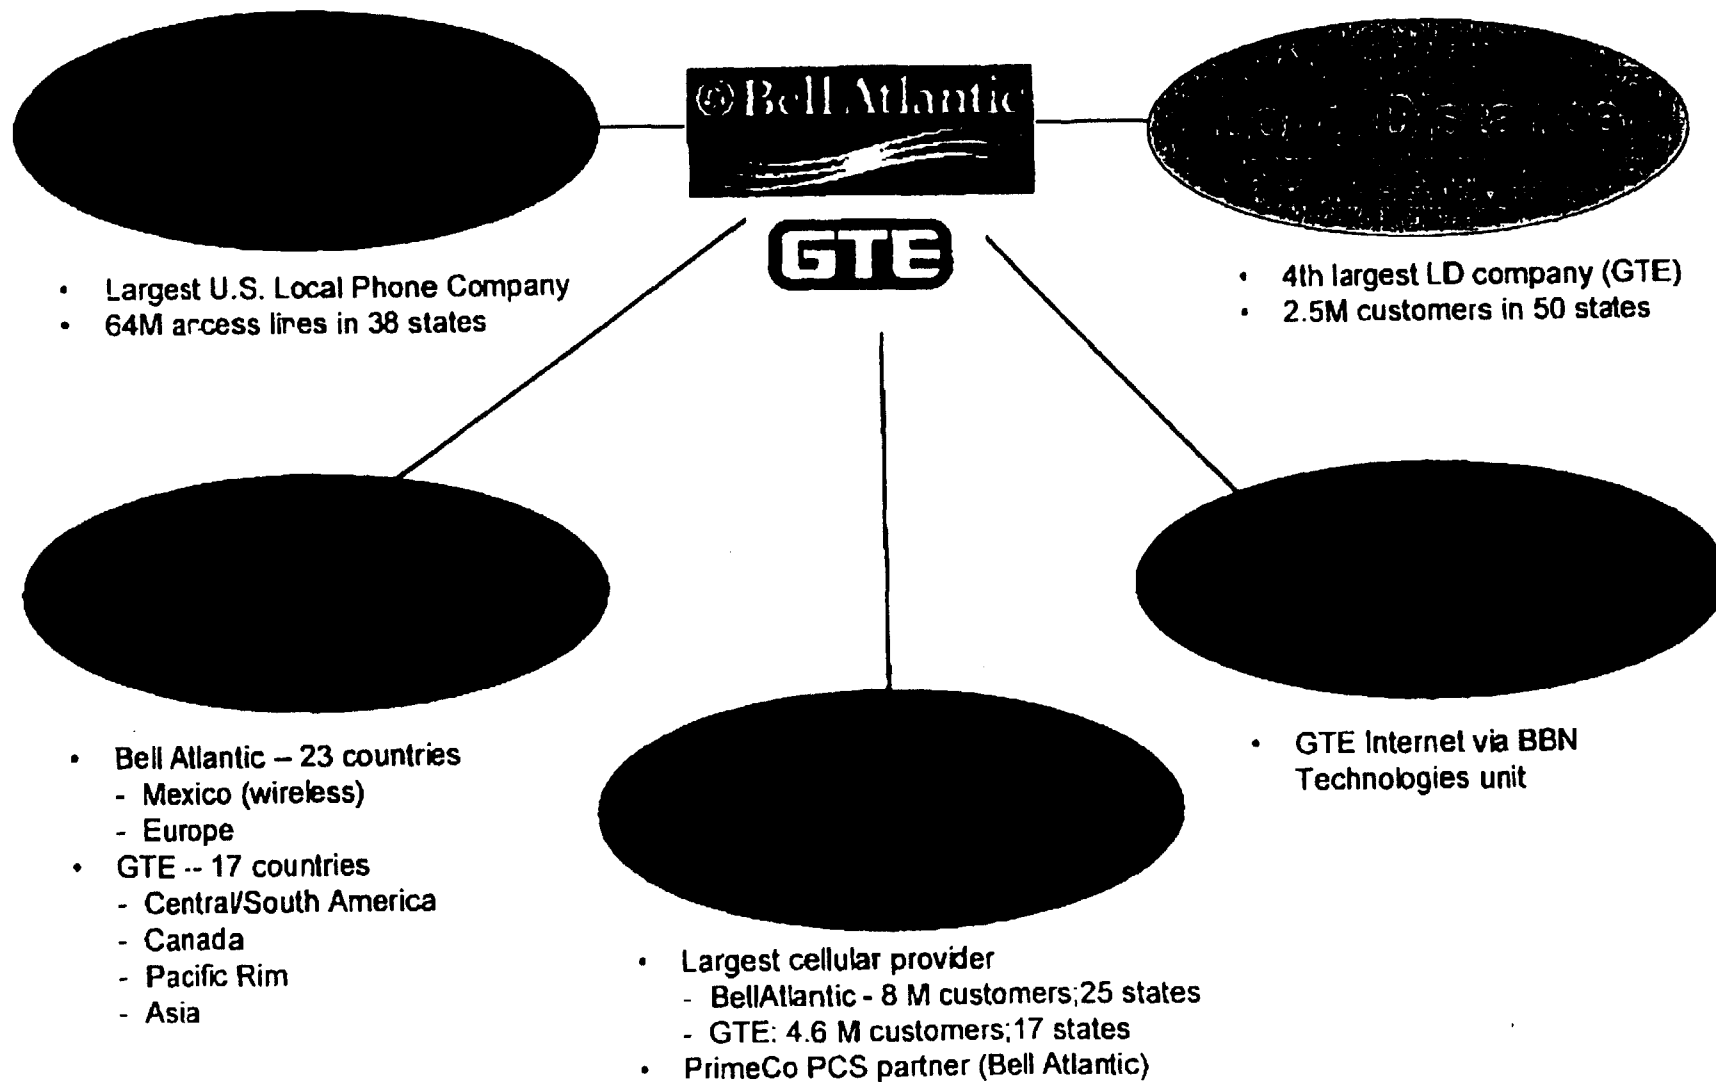 Bell Atlantic
GTE
• Largest U.S. Local Phone Company
• 64M access lines in 38 states
Long Distance
• 4th largest LD company (GTE)
• 2.5M customers in 50 states
• Bell Atlantic – 23 countries
- Mexico (wireless)
- Europe
• GTE -- 17 countries
- Central/South America
- Canada
- Pacific Rim
- Asia
• Largest cellular provider
- BellAtlantic - 8 M customers;25 states
- GTE: 4.6 M customers;17 states
• PrimeCo PCS partner (Bell Atlantic)
• GTE Internet via BBN
Technologies unit